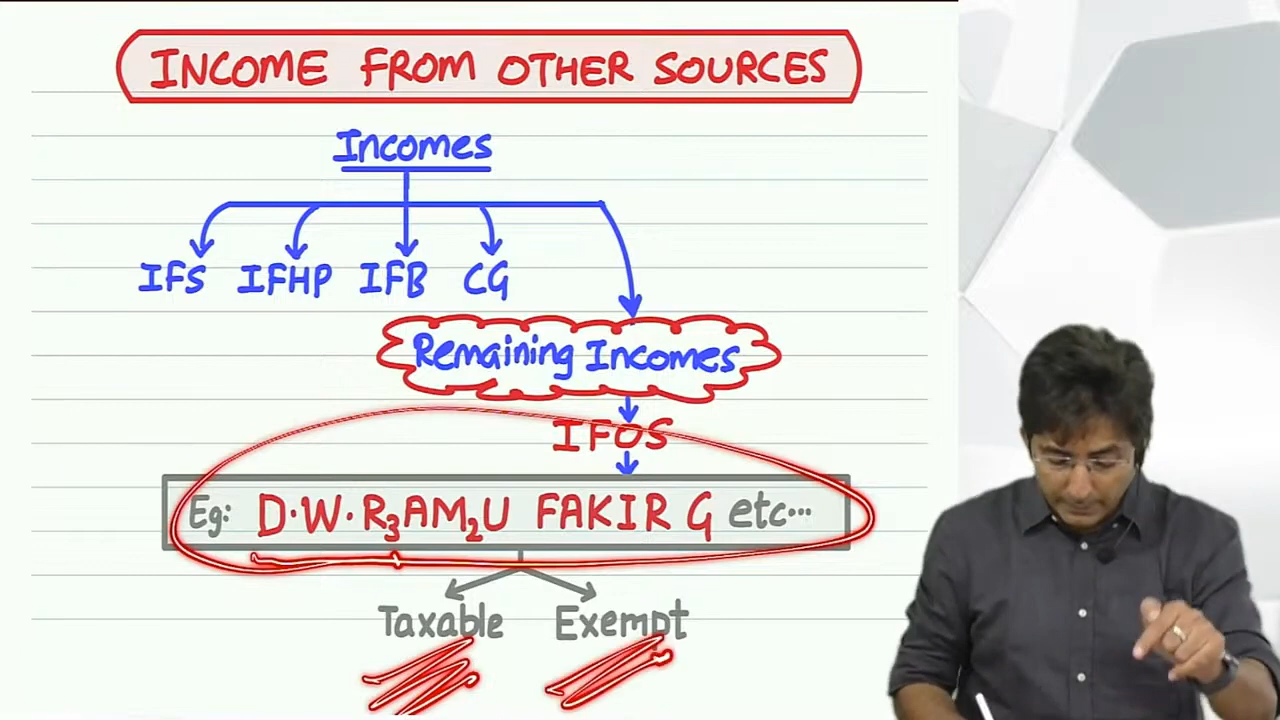 INCOME FROM OTHER SOURCES
Incomes
IFS IFHP IFB CG
Remaining Incomes
IFOS
Eg: D.W.R₃AM₂U FAKIR G etc...
Taxable Exempt